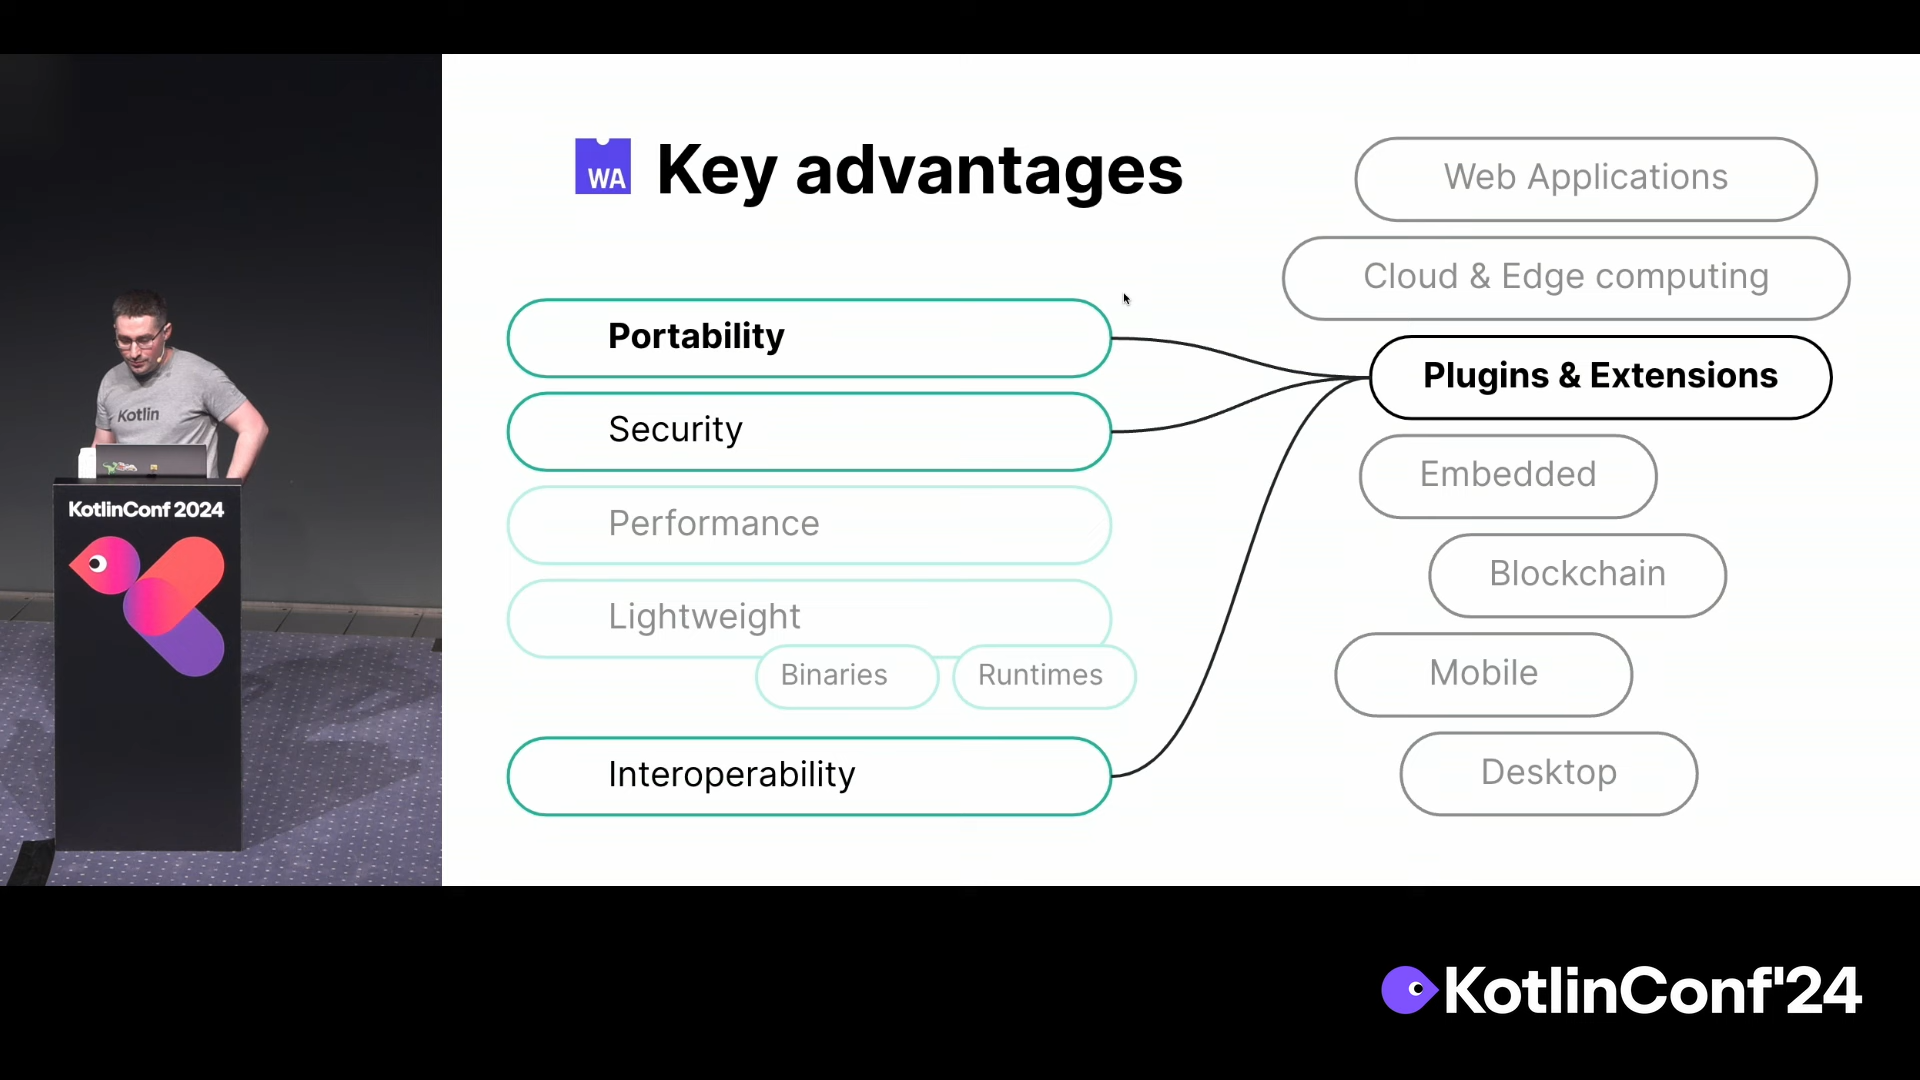 WA
Key advantages
Portability
Security
Performance
Lightweight
Binaries
Runtimes
Interoperability
Web Applications
Cloud & Edge computing
Plugins & Extensions
Embedded
Blockchain
Mobile
Desktop
Kotlin
KotlinConf 2024
KotlinConf'24